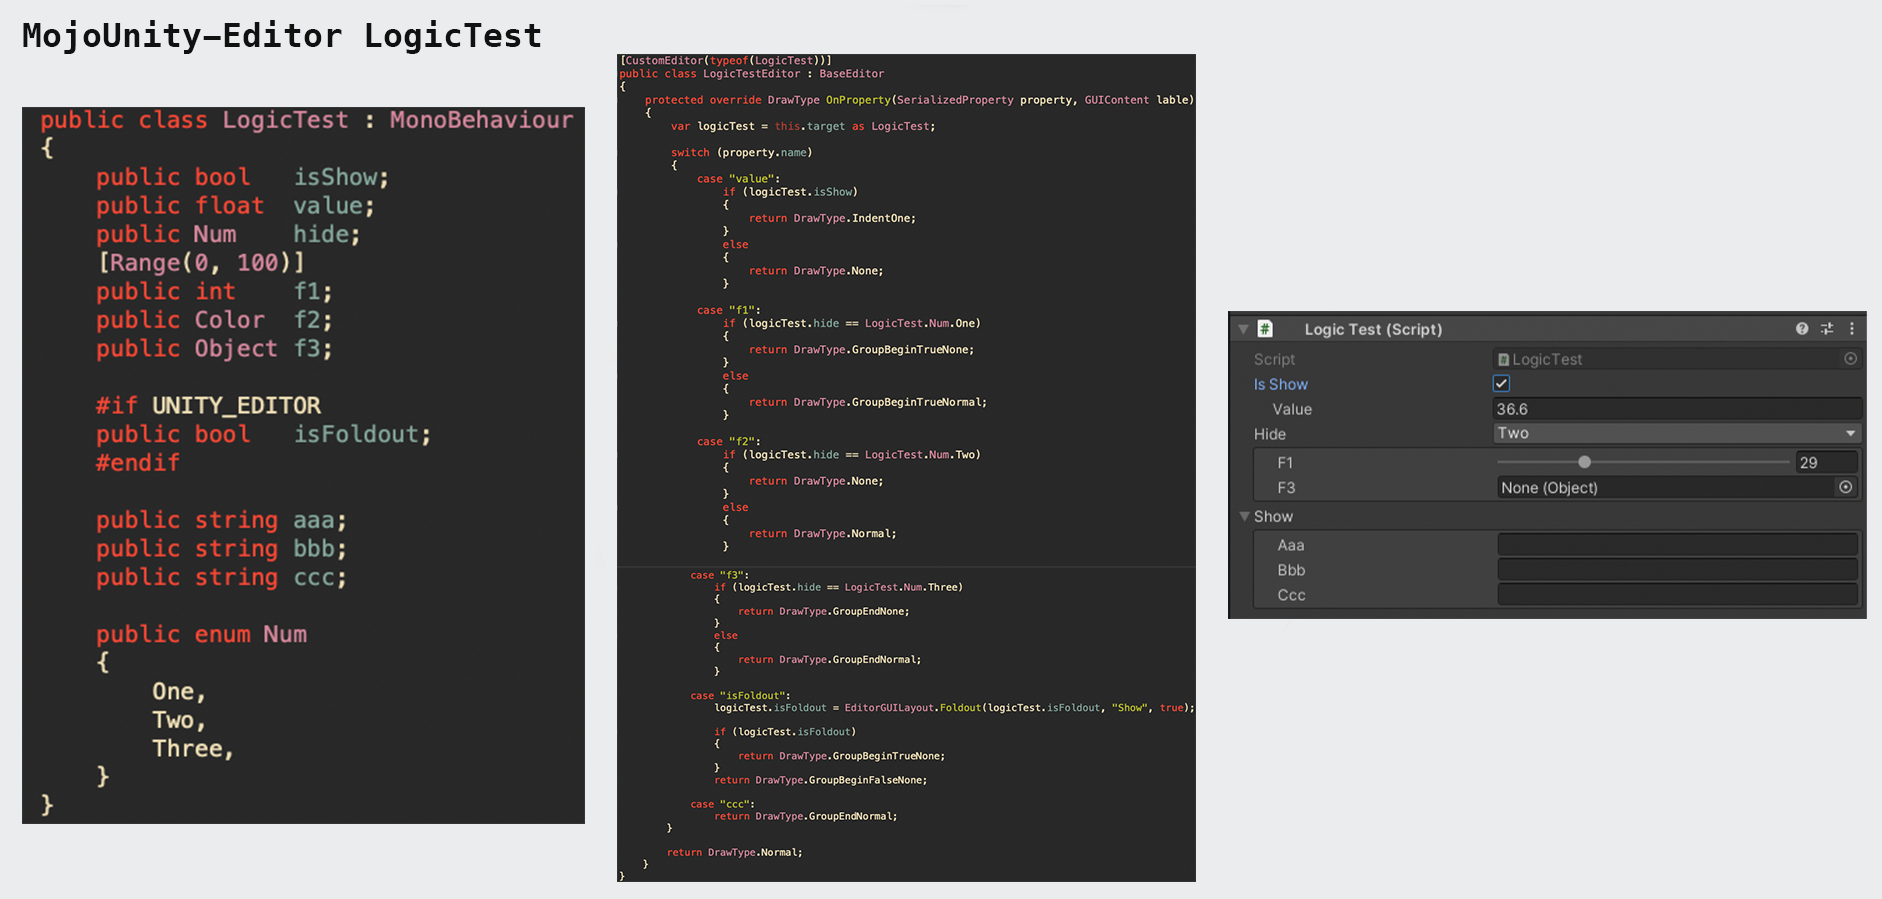 MojoUnity–Editor LogicTest
public class LogicTest : MonoBehaviour
{
public bool isShow;
public float value;
public Num hide;
[Range(0, 100)]
public int f1;
public Color f2;
public Object f3;
#if UNITY_EDITOR
public bool isFoldout;
#endif
public string aaa;
public string bbb;
public string ccc;
public enum Num
{
One,
Two,
Three,
}
}
[CustomEditor(typeof(LogicTest))]
public class LogicTestEditor : BaseEditor
{
protected override DrawType OnProperty(SerializedProperty property, GUIContent lable)
{
var logicTest = this.target as LogicTest;
switch (property.name)
{
case "value":
if (logicTest.isShow)
{
return DrawType.IndentOne;
}
else
{
return DrawType.None;
}
case "f1":
if (logicTest.hide == LogicTest.Num.One)
{
return DrawType.GroupBeginTrueNone;
}
else
{
return DrawType.GroupBeginTrueNormal;
}
case "f2":
if (logicTest.hide == LogicTest.Num.Two)
{
return DrawType.None;
}
else
{
return DrawType.Normal;
}
case "f3":
if (logicTest.hide == LogicTest.Num.Three)
{
return DrawType.GroupEndNone;
}
else
{
return DrawType.GroupEndNormal;
}
case "isFoldout":
logicTest.isFoldout = EditorGUILayout.Foldout(logicTest.isFoldout, "Show", true);
if (logicTest.isFoldout)
{
return DrawType.GroupBeginTrueNone;
}
return DrawType.GroupBeginFalseNone;
case "ccc":
return DrawType.GroupEndNormal;
}
return DrawType.Normal;
}
}
# Logic Test (Script)
Script # LogicTest
Is Show
Value 36.6
Hide Two
F1 29
F3 None (Object)
Show
Aaa
Bbb
Ccc